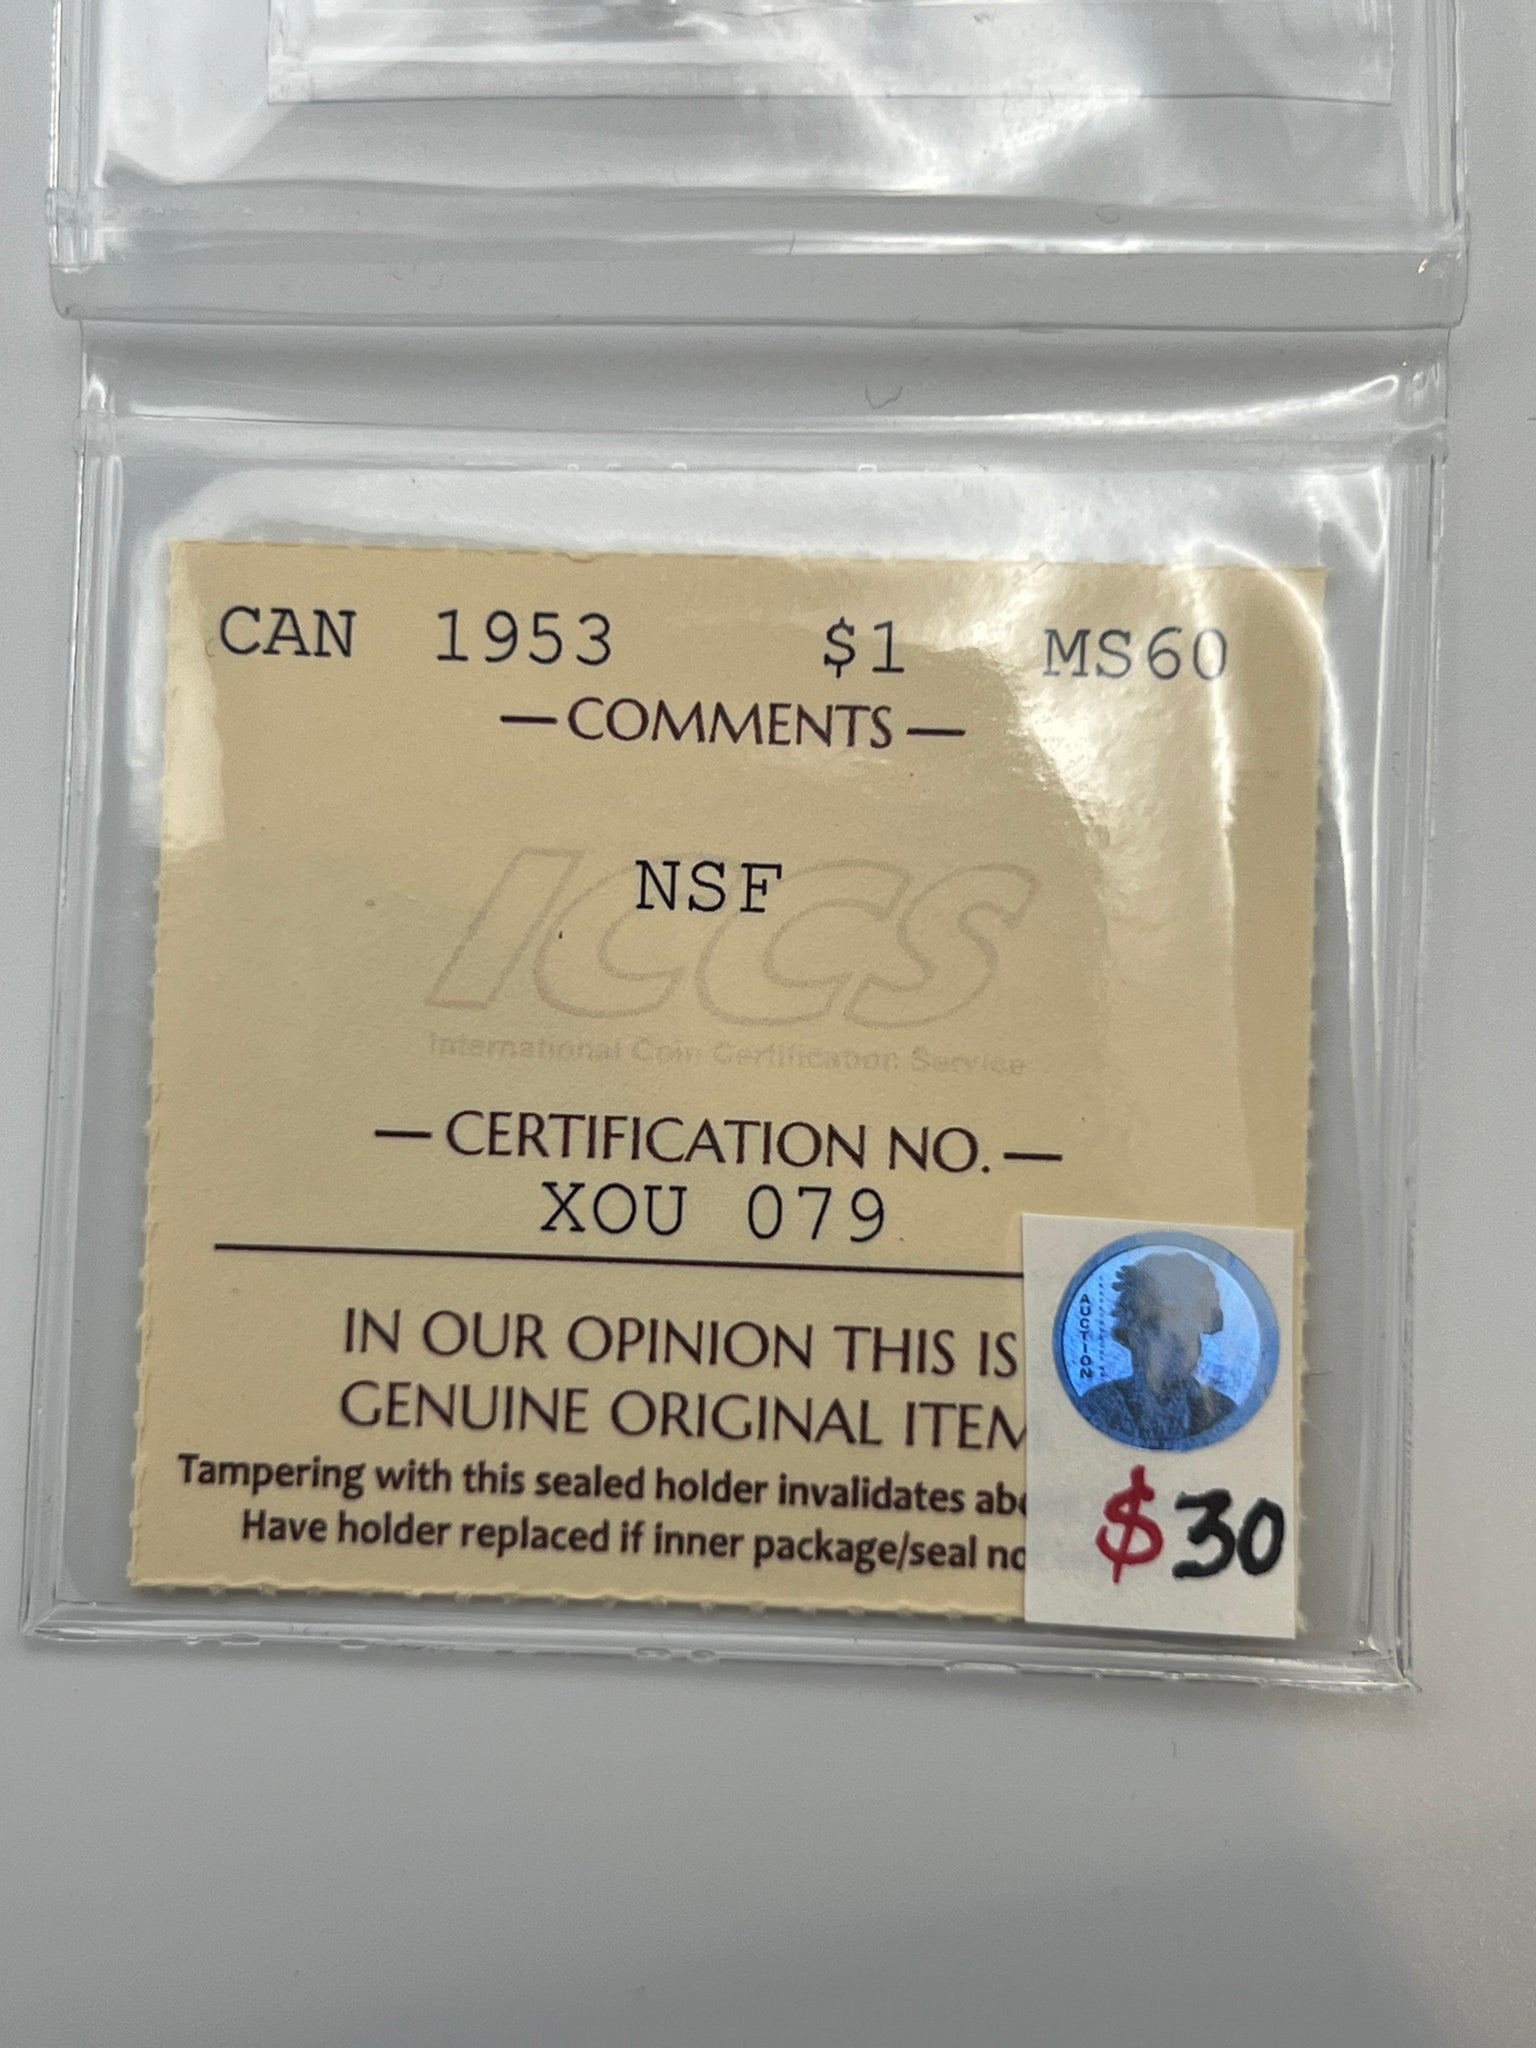 CAN 1953 $1 MS60
—COMMENTS—
NSF
ICCS
International Coin Certification Service
—CERTIFICATION NO.—
XOU 079
IN OUR OPINION THIS IS
GENUINE ORIGINAL ITEM
Tampering with this sealed holder invalidates
Have holder replaced if inner package/seal
AUCTION
$30